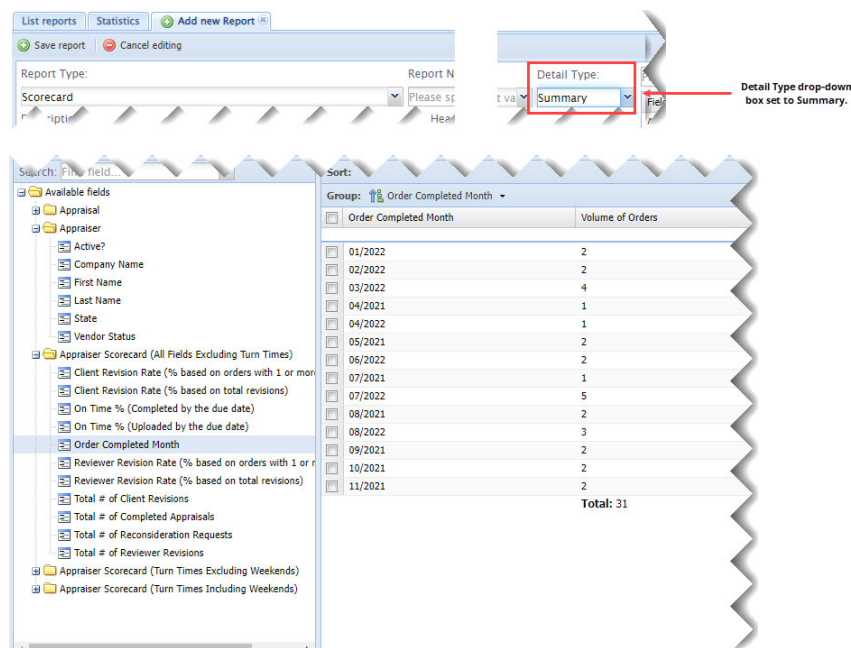 List reports Statistics Add new Report
Save report Cancel editing
Report Type: Report N Detail Type:
Scorecard Please sp t va Summary Fiel
Detail Type drop-down
box set to Summary.
Head
field... Sort:
Available fields
Group: Order Completed Month
Appraisal
Order Completed Month Volume of Orders
Appraiser
Active?
Company Name
First Name
Last Name
State
Vendor Status
Appraiser Scorecard (All Fields Excluding Turn Times)
Client Revision Rate (% based on orders with 1 or mor
Client Revision Rate (% based on total revisions)
On Time % (Completed by the due date)
On Time % (Uploaded by the due date)
Order Completed Month
Reviewer Revision Rate (% based on orders with 1 or r
Reviewer Revision Rate (% based on total revisions)
Total # of Client Revisions
Total # of Completed Appraisals
Total # of Reconsideration Requests
Total # of Reviewer Revisions
Appraiser Scorecard (Turn Times Excluding Weekends)
Appraiser Scorecard (Turn Times Including Weekends)
01/2022 2
02/2022 2
03/2022 4
04/2021 1
04/2022 1
05/2021 2
06/2022 2
07/2021 1
07/2022 5
08/2021 2
08/2022 3
09/2021 2
10/2021 2
11/2021 2
Total: 31